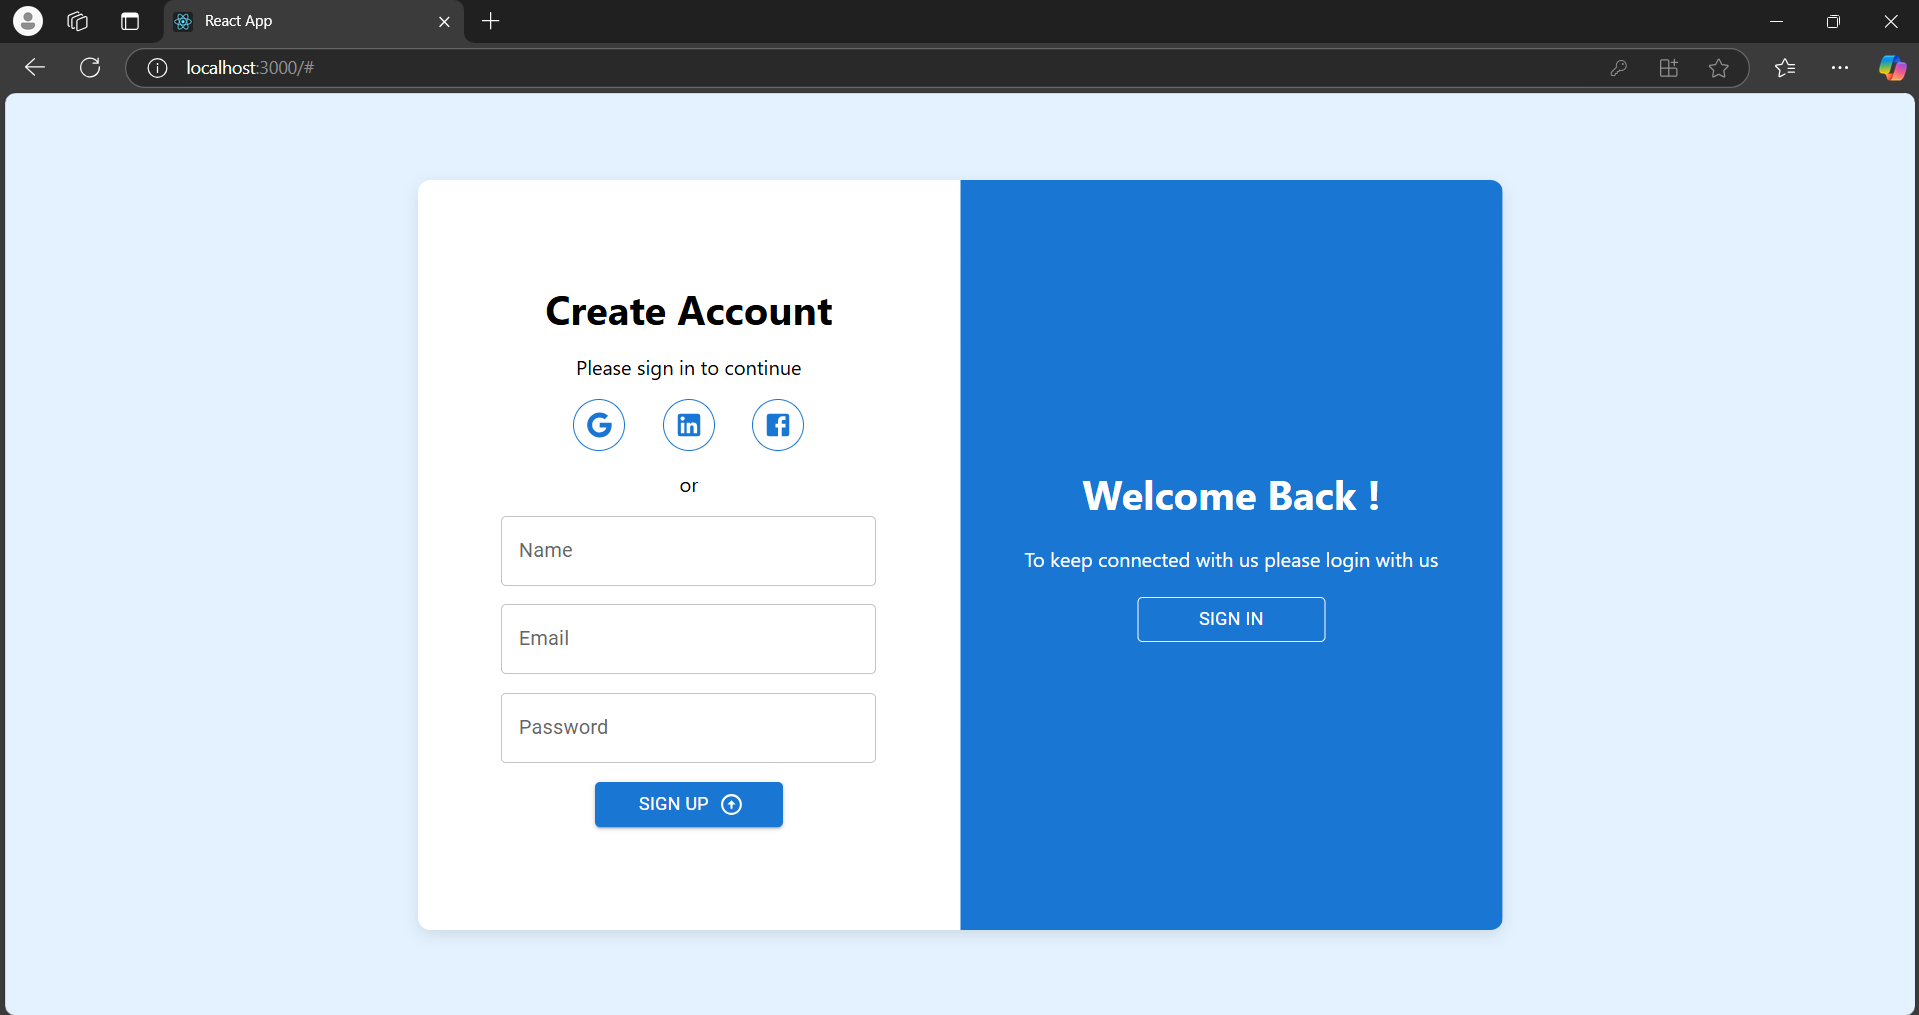 React App
localhost:3000/#
Create Account
Please sign in to continue
or
Name
Email
Password
SIGN UP
Welcome Back !
To keep connected with us please login with us
SIGN IN